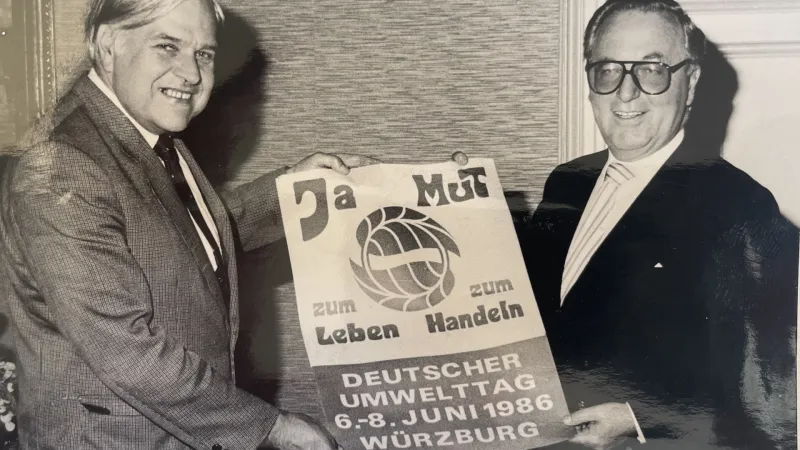 Ja Mut
zum zum
Leben Handeln
DEUTSCHER
UMWELTTAG
6.-8. JUNI 1986
WÜRZBURG